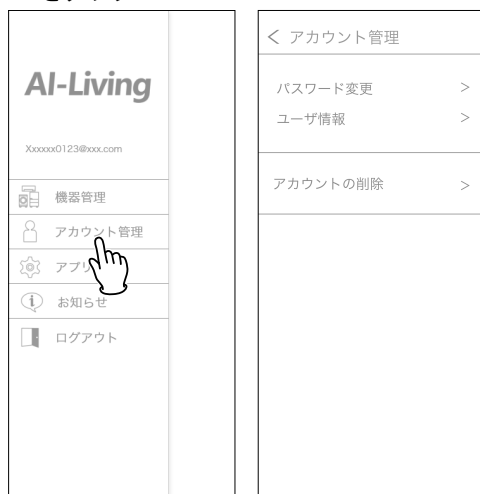 AI-Living
Xxxxxx0123@xxx.com
機器管理
アカウント管理
アプリ
お知らせ
ログアウト
アカウント管理
パスワード変更
ユーザ情報
アカウントの削除